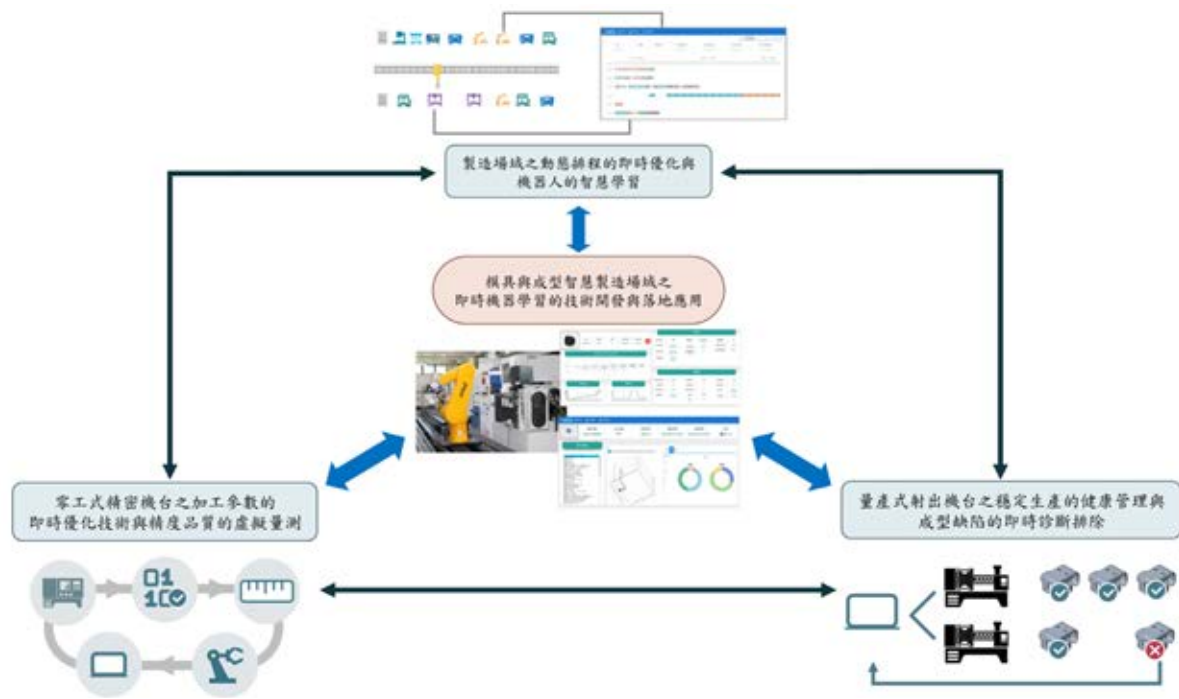 製造場域之動態排程的即時優化與
機器人的智慧學習
模具與成型智慧製造場域之
即時機器學習的技術開發與落地應用
零工式精密機台之加工參數的
即時優化技術與精度品質的虛擬量測
量產式射出機台之穩定生產的健康管理與
成型缺陷的即時診斷排除
01
10